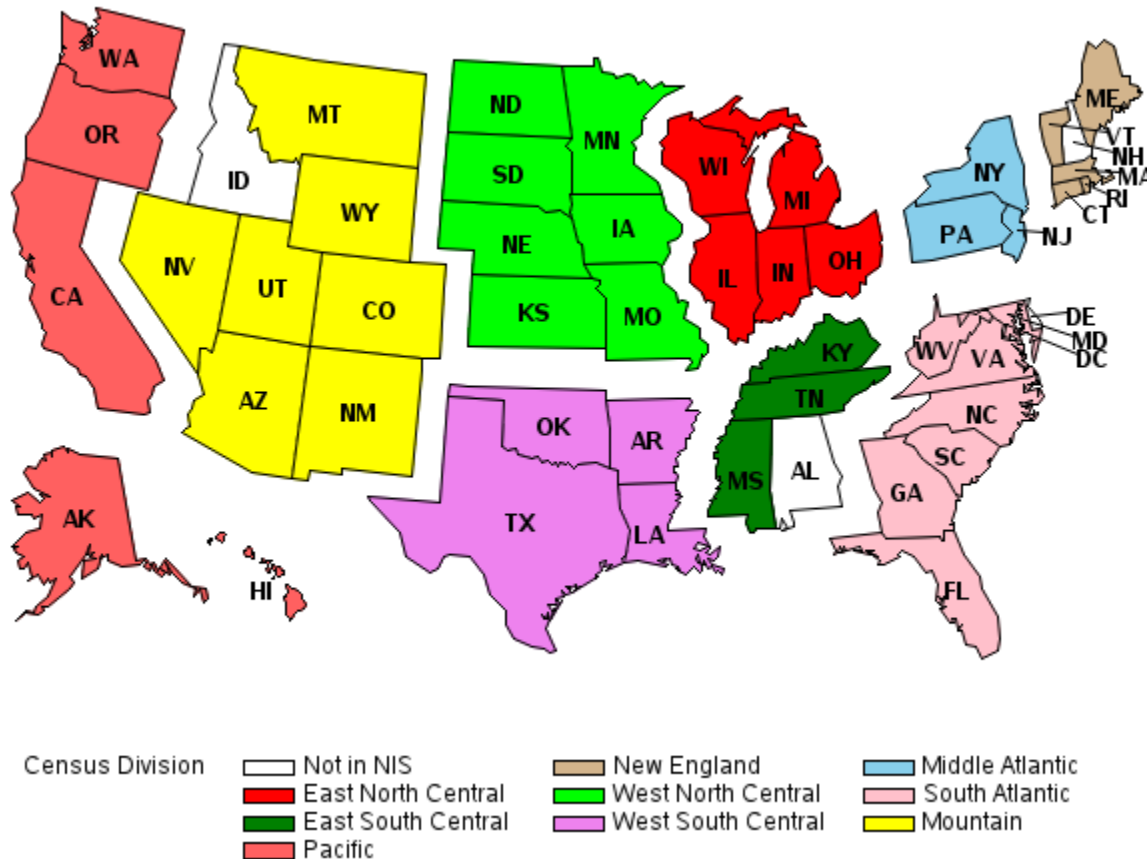 WA
OR
CA
AK
HI
ID
MT
WY
NV
UT
CO
AZ
NM
ND
SD
NE
KS
MN
IA
MO
OK
AR
TX
LA
WI
MI
IL
IN
OH
KY
TN
MS
AL
NY
PA
NJ
ME
VT
NH
MA
RI
CT
DE
MD
DC
WV
VA
NC
SC
GA
FL
Census Division
Not in NIS
New England
Middle Atlantic
East North Central
West North Central
South Atlantic
East South Central
West South Central
Mountain
Pacific